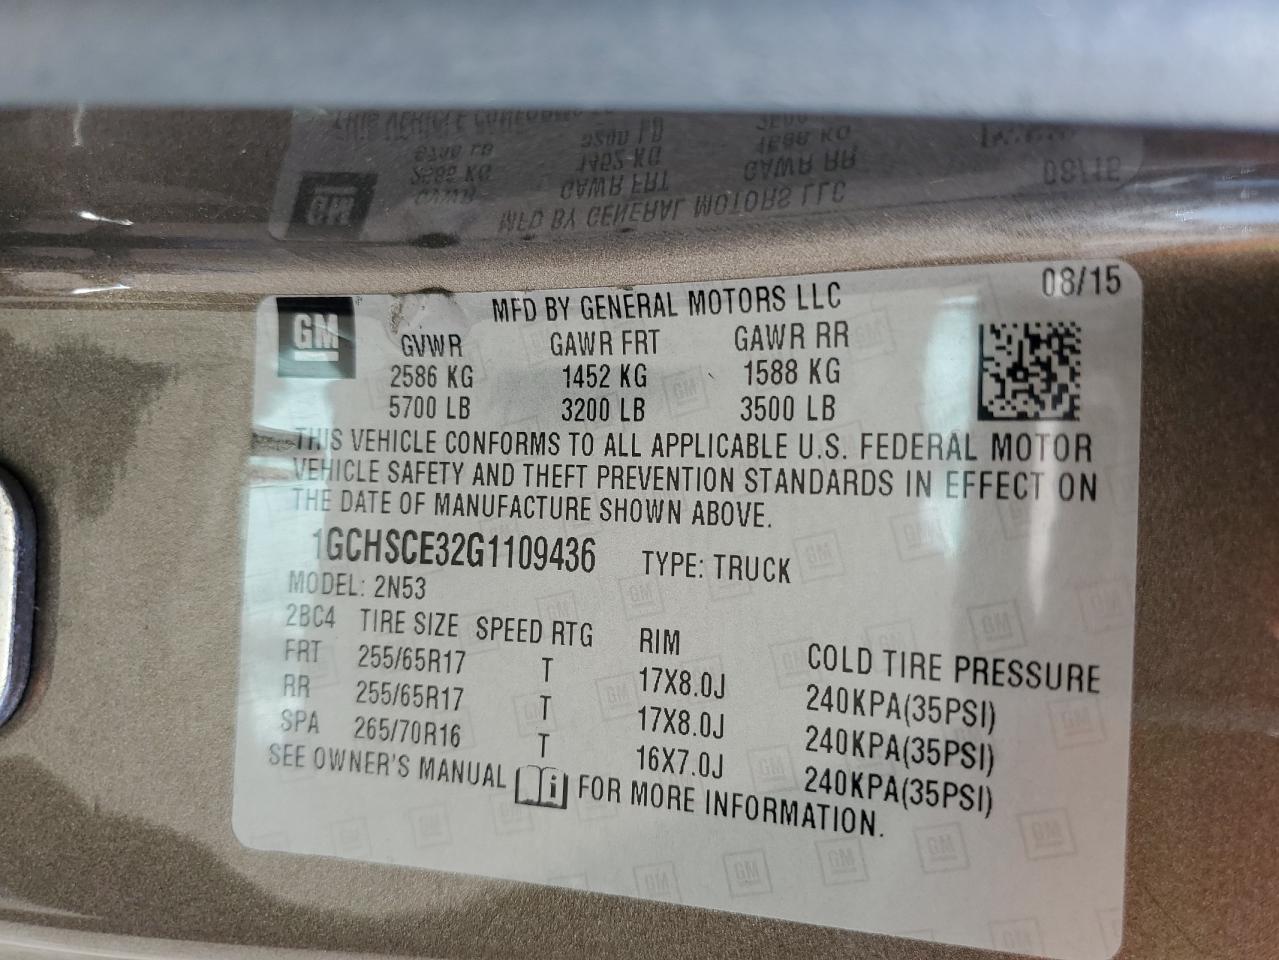 MFD BY GENERAL MOTORS LLC 08/15
GM
GVWR GAWR FRT GAWR RR
2586 KG 1452 KG 1588 KG
5700 LB 3200 LB 3500 LB
THIS VEHICLE CONFORMS TO ALL APPLICABLE U.S. FEDERAL MOTOR
VEHICLE SAFETY AND THEFT PREVENTION STANDARDS IN EFFECT ON
THE DATE OF MANUFACTURE SHOWN ABOVE.
1GCHSCE32G1109436 TYPE: TRUCK
MODEL: 2N53
2BC4 TIRE SIZE SPEED RTG RIM COLD TIRE PRESSURE
FRT 255/65R17 T 17X8.0J 240KPA(35PSI)
RR 255/65R17 T 17X8.0J 240KPA(35PSI)
SPA 265/70R16 T 16X7.0J 240KPA(35PSI)
SEE OWNER'S MANUAL i FOR MORE INFORMATION.